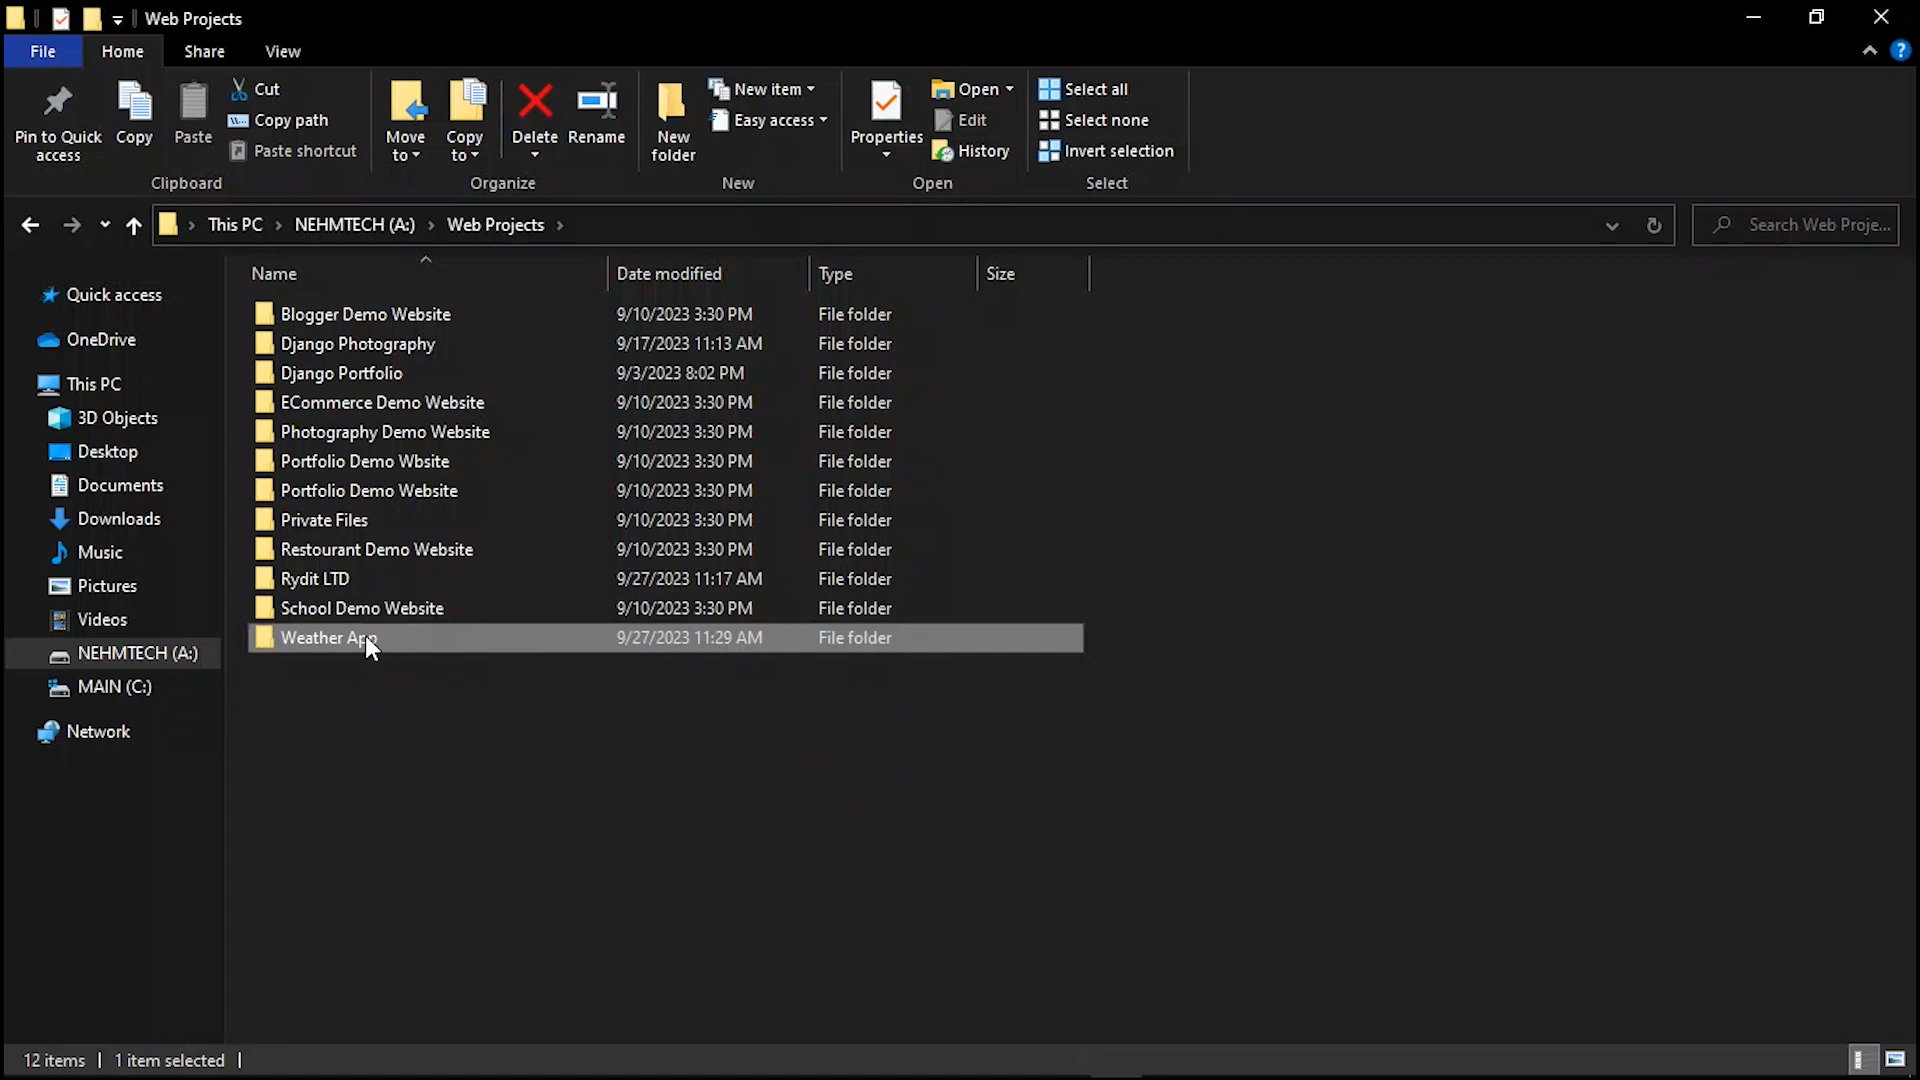 Web Projects
File Home Share View
Pin to Quick access
Copy
Paste
Cut
Copy path
Paste shortcut
Clipboard
Move to
Copy to
Delete
Rename
Organize
New folder
New item
Easy access
New
Properties
Open
Edit
History
Open
Select all
Select none
Invert selection
Select
This PC NEHMTECH (A:) Web Projects
Search Web Proje...
Name Date modified Type Size
Quick access
OneDrive
This PC
3D Objects
Desktop
Documents
Downloads
Music
Pictures
Videos
NEHMTECH (A:)
MAIN (C:)
Network
Blogger Demo Website 9/10/2023 3:30 PM File folder
Django Photography 9/17/2023 11:13 AM File folder
Django Portfolio 9/3/2023 8:02 PM File folder
ECommerce Demo Website 9/10/2023 3:30 PM File folder
Photography Demo Website 9/10/2023 3:30 PM File folder
Portfolio Demo Wbsite 9/10/2023 3:30 PM File folder
Portfolio Demo Website 9/10/2023 3:30 PM File folder
Private Files 9/10/2023 3:30 PM File folder
Restourant Demo Website 9/10/2023 3:30 PM File folder
Rydit LTD 9/27/2023 11:17 AM File folder
School Demo Website 9/10/2023 3:30 PM File folder
Weather App 9/27/2023 11:29 AM File folder
12 items 1 item selected